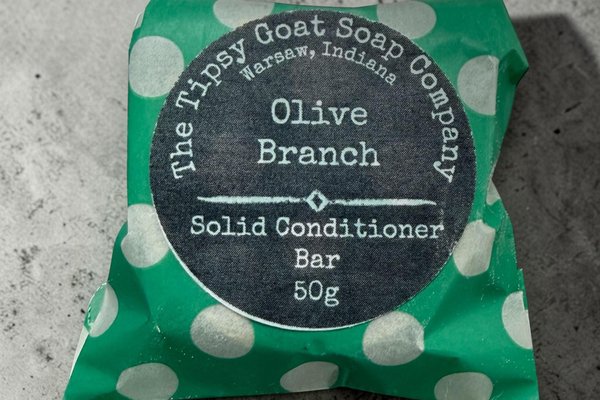 The Tipsy Goat Soap Company
Warsaw, Indiana
Olive
Branch
Solid Conditioner
Bar
50g